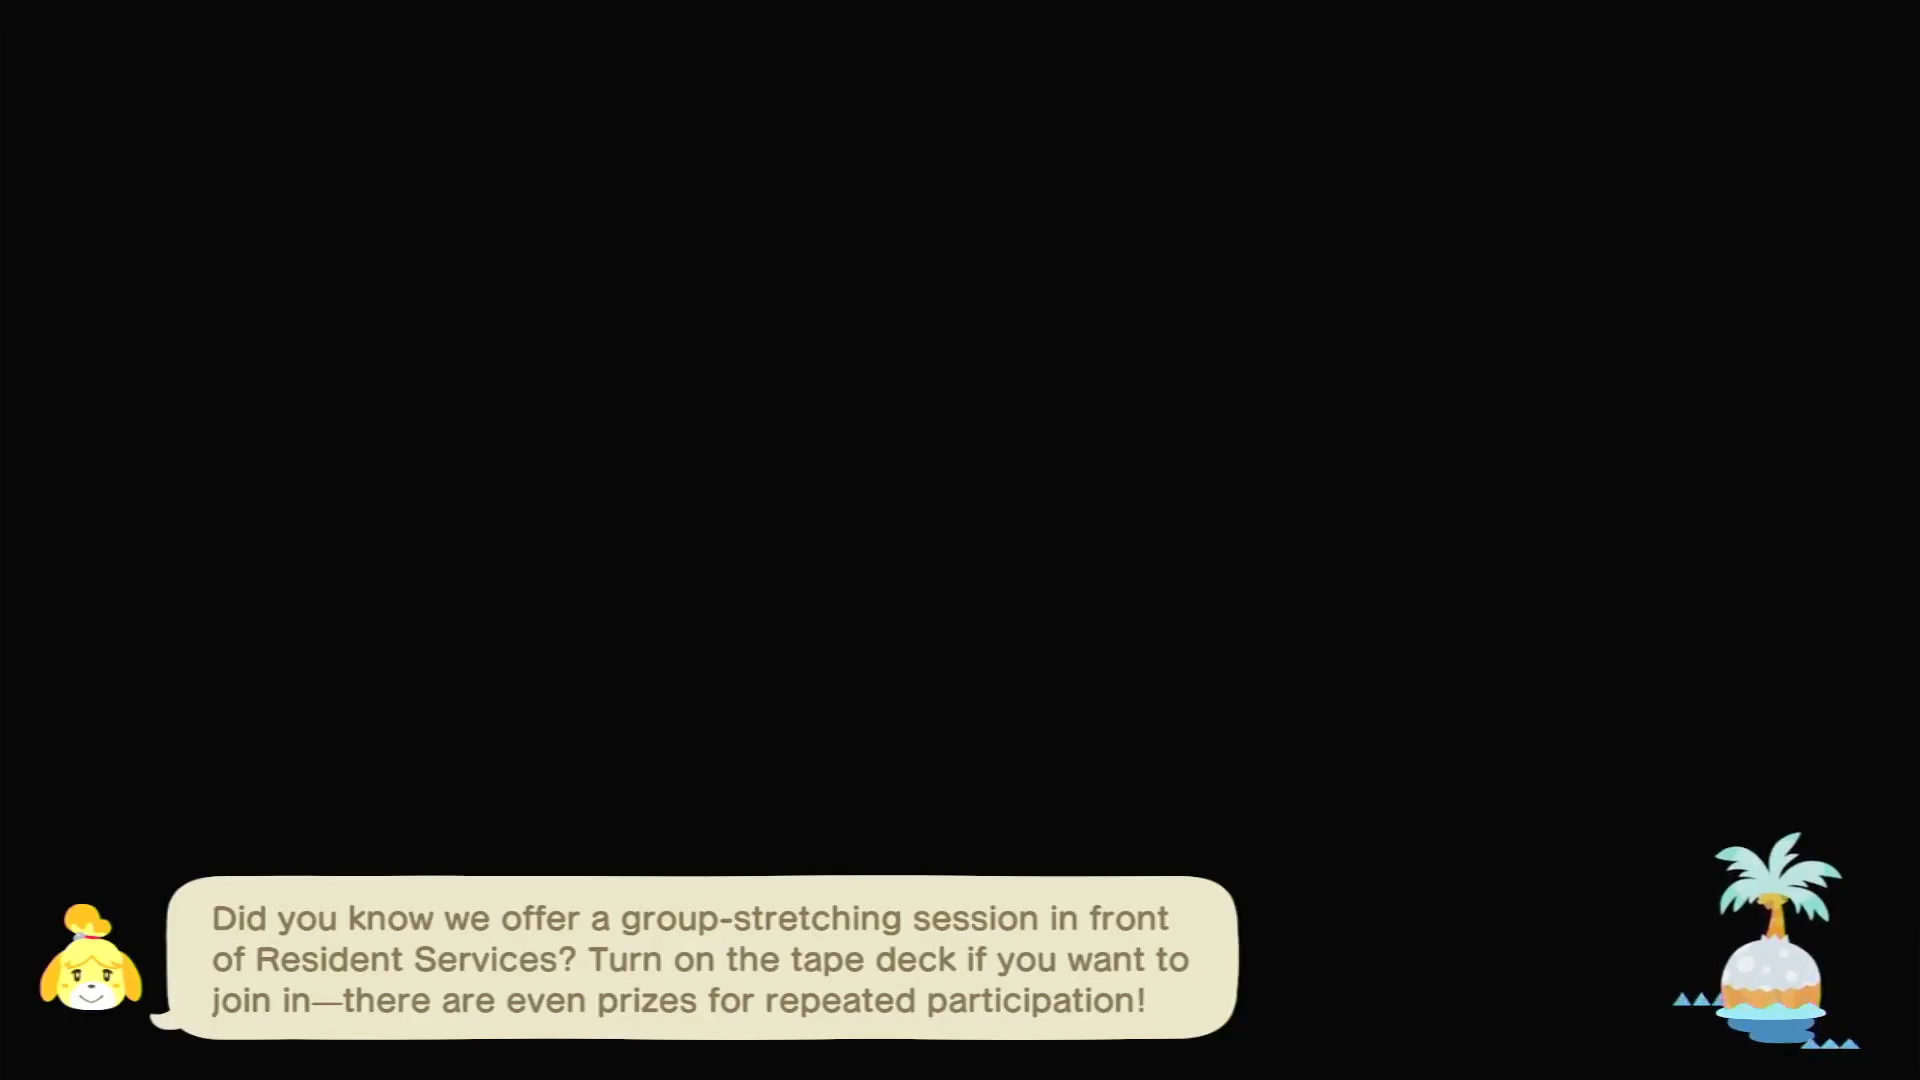 Did you know we offer a group-stretching session in front
of Resident Services? Turn on the tape deck if you want to
join in—there are even prizes for repeated participation!